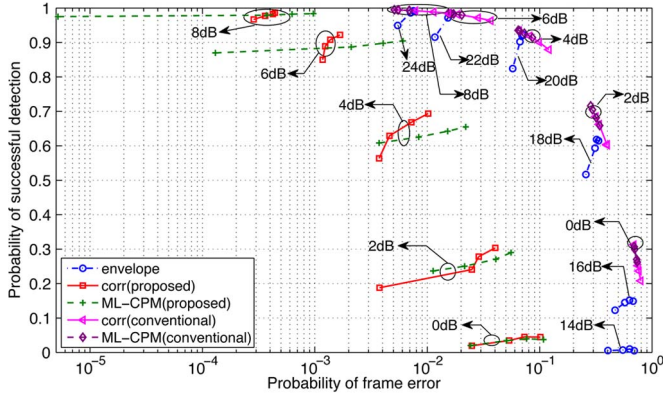 Probability of successful detection
1
0.9
0.8
0.7
0.6
0.5
0.4
0.3
0.2
0.1
0
8dB
6dB
24dB
22dB
8dB
6dB
4dB
20dB
4dB
2dB
18dB
2dB
0dB
16dB
0dB
14dB
envelope
corr(proposed)
ML−CPM(proposed)
corr(conventional)
ML−CPM(conventional)
10⁻⁵ 10⁻⁴ 10⁻³ 10⁻² 10⁻¹ 10⁰
Probability of frame error